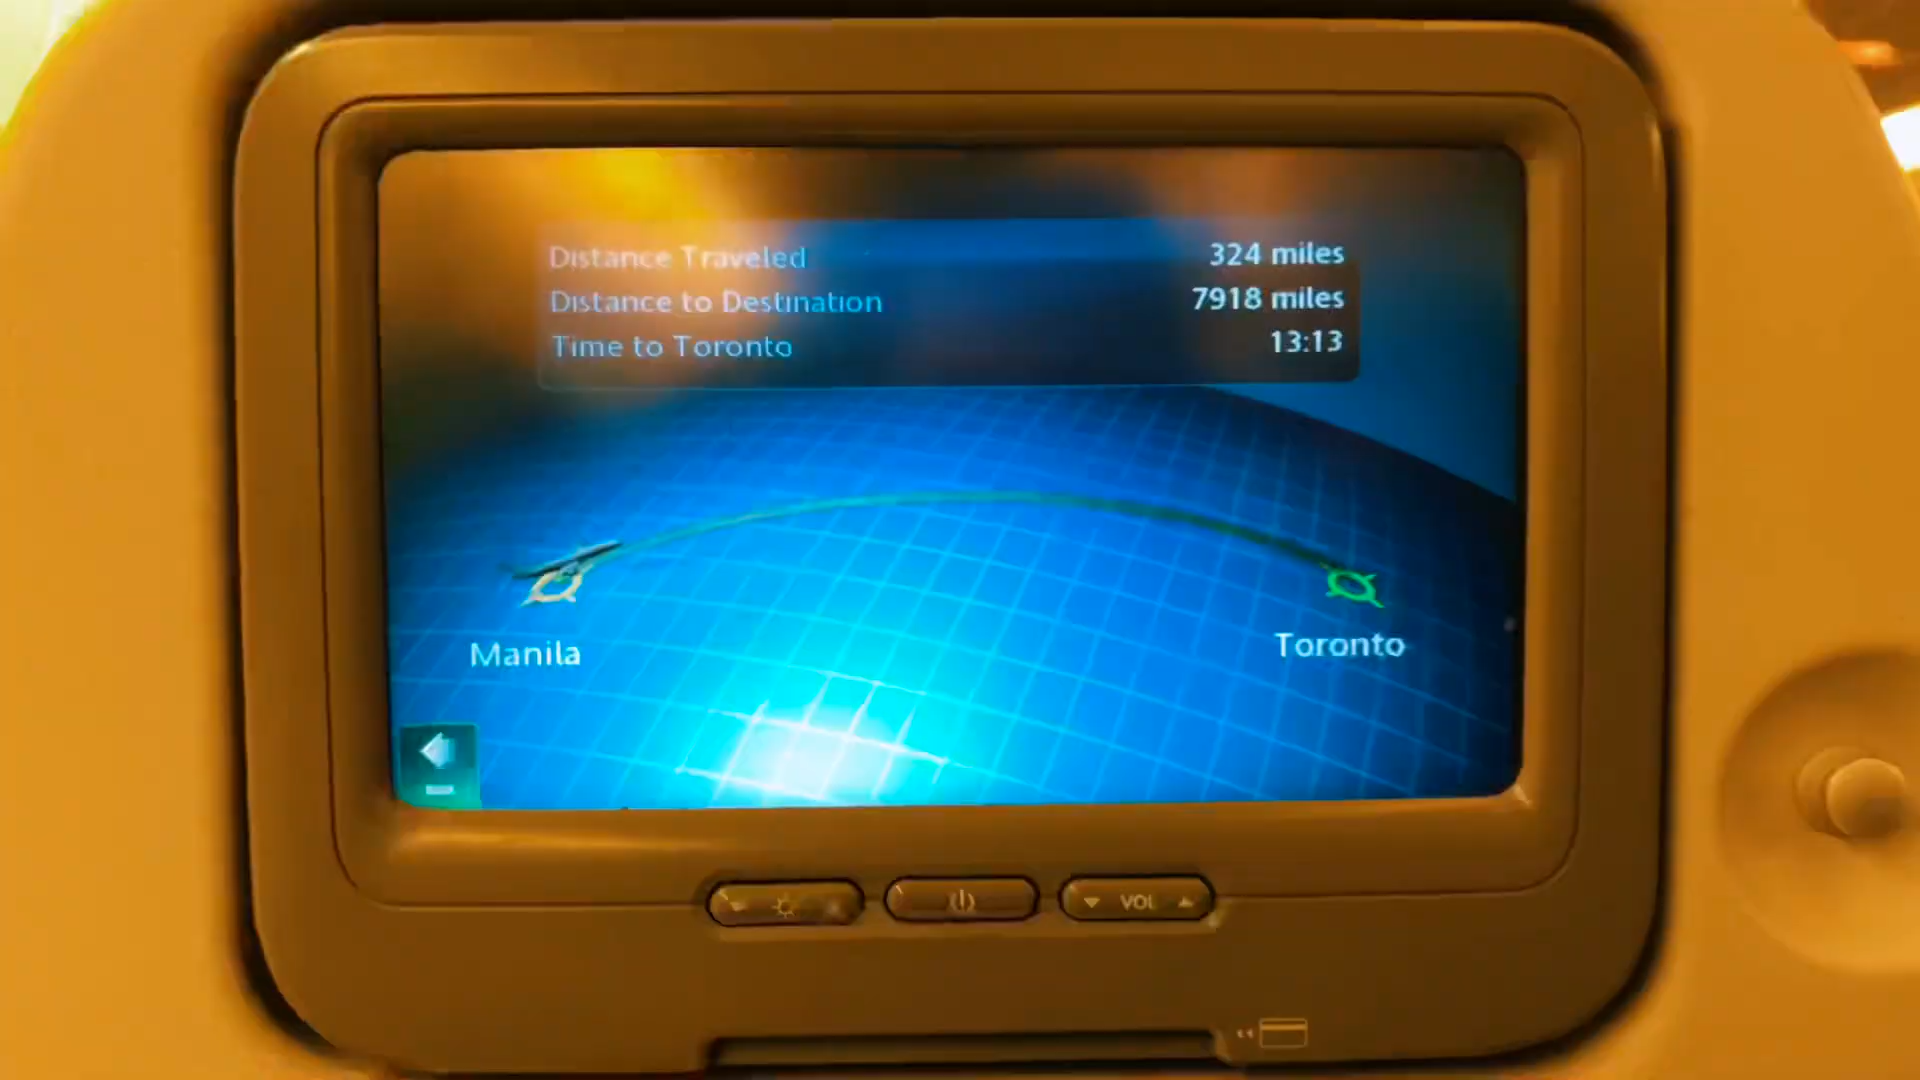 Distance Traveled 324 miles
Distance to Destination 7918 miles
Time to Toronto 13:13
Manila
Toronto
VOL